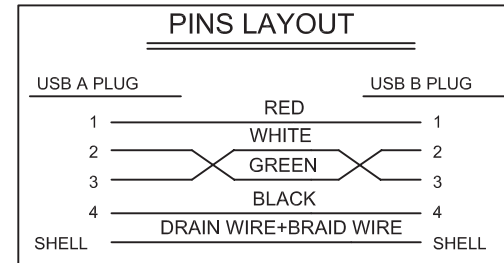 PINS LAYOUT
USB A PLUG USB B PLUG
RED
1 1
WHITE
2 2
GREEN
3 3
BLACK
4 4
DRAIN WIRE+BRAID WIRE
SHELL SHELL